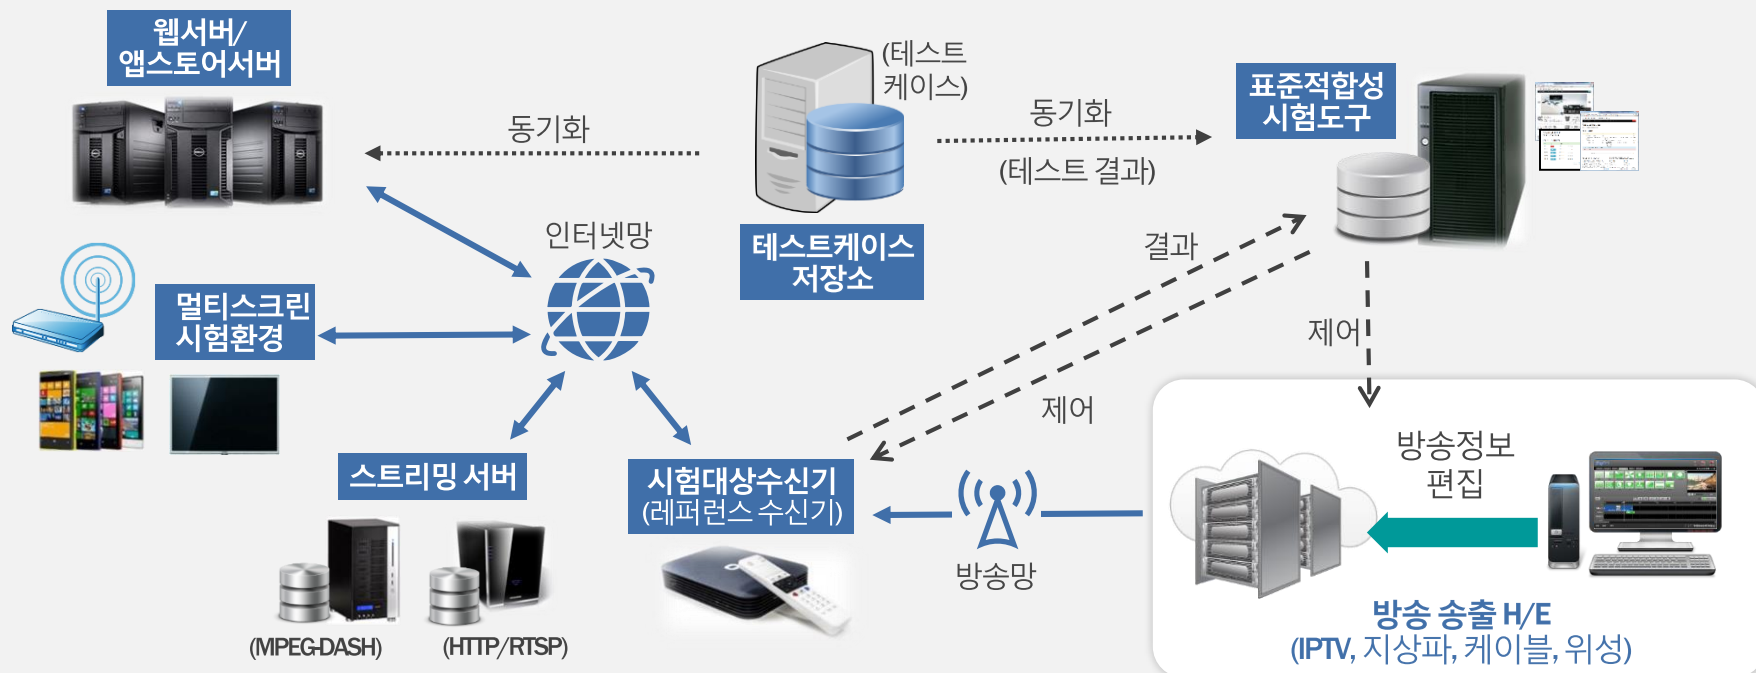 웹서버/
앱스토어서버
(테스트
케이스)
동기화
동기화
(테스트 결과)
표준적합성
시험도구
인터넷망
테스트케이스
저장소
결과
멀티스크린
시험환경
제어
제어
스트리밍 서버
시험대상수신기
(레퍼런스 수신기)
방송정보
편집
방송망
(MPEG-DASH)
(HTTP/RTSP)
방송 송출 H/E
(IPTV, 지상파, 케이블, 위성)